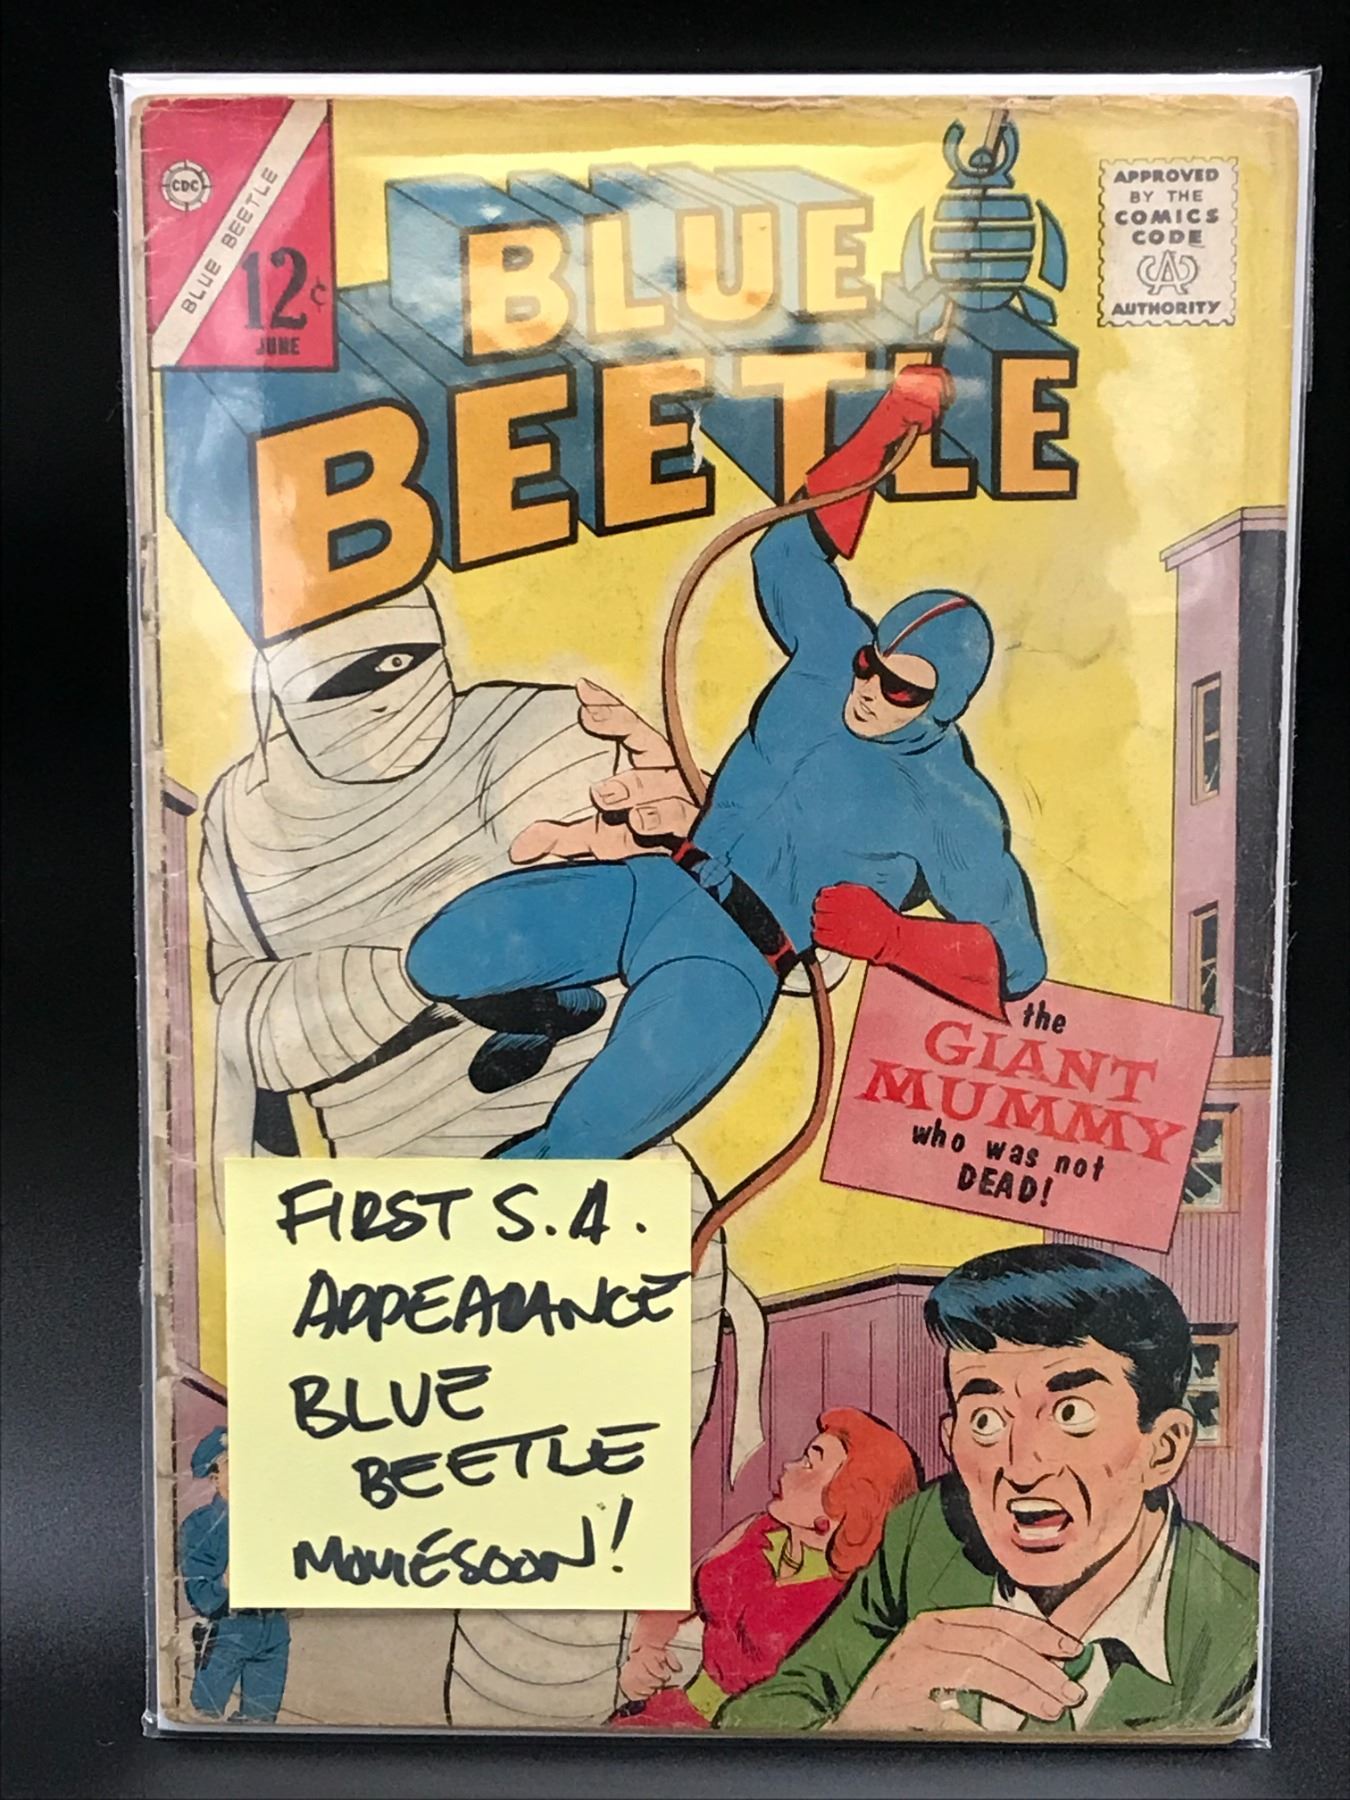 CDC
BLUE BEETLE
12¢
JUNE
BLUE
BEETLE
APPROVED
BY THE
COMICS
CODE
CA
AUTHORITY
the
GIANT
MUMMY
who was not
DEAD!
FIRST S.A.
APPEARANCE
BLUE
BEETLE
MOVIE SOON!